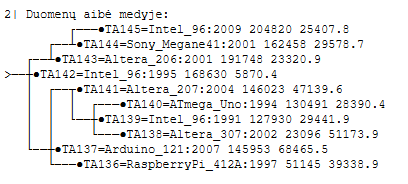 2| Duomenų aibė medyje:
TA145=Intel_96:2009 204820 25407.8
TA144=Sony_Megane41:2001 162458 29578.7
TA143=Altera_206:2001 191748 23320.9
TA142=Intel_96:1995 168630 5870.4
TA141=Altera_207:2004 146023 47139.6
TA140=ATmega_Uno:1994 130491 28390.4
TA139=Intel_96:1991 127930 29441.9
TA138=Altera_307:2002 23096 51173.9
TA137=Arduino_121:2007 145953 68465.5
TA136=RaspberryPi_412A:1997 51145 39338.9